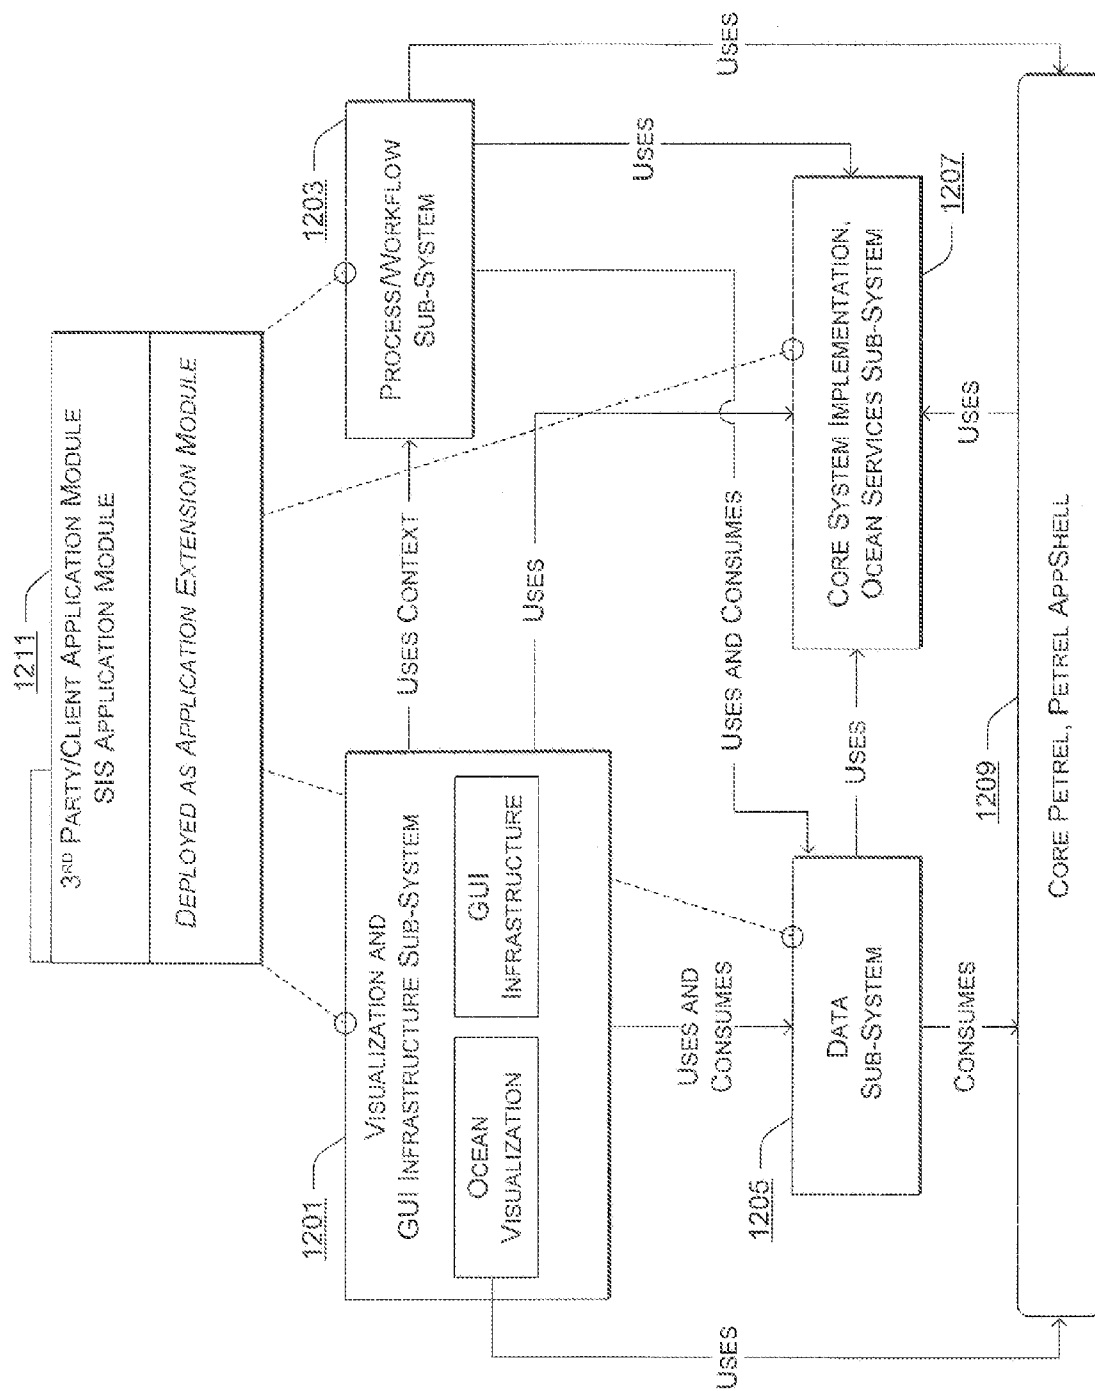 1211
3RD PARTY/CLIENT APPLICATION MODULE
SIS APPLICATION MODULE
DEPLOYED AS APPLICATION EXTENSION MODULE
1201
VISUALIZATION AND
GUI INFRASTRUCTURE SUB-SYSTEM
OCEAN
VISUALIZATION
GUI
INFRASTRUCTURE
USES CONTEXT
1203
PROCESS/WORKFLOW
SUB-SYSTEM
USES
USES AND
CONSUMES
USES AND CONSUMES
USES
USES
USES
1205
DATA
SUB-SYSTEM
USES
CORE SYSTEM IMPLEMENTATION,
OCEAN SERVICES SUB-SYSTEM
1207
CONSUMES
USES
1209
CORE PETREL, PETREL APPSHELL